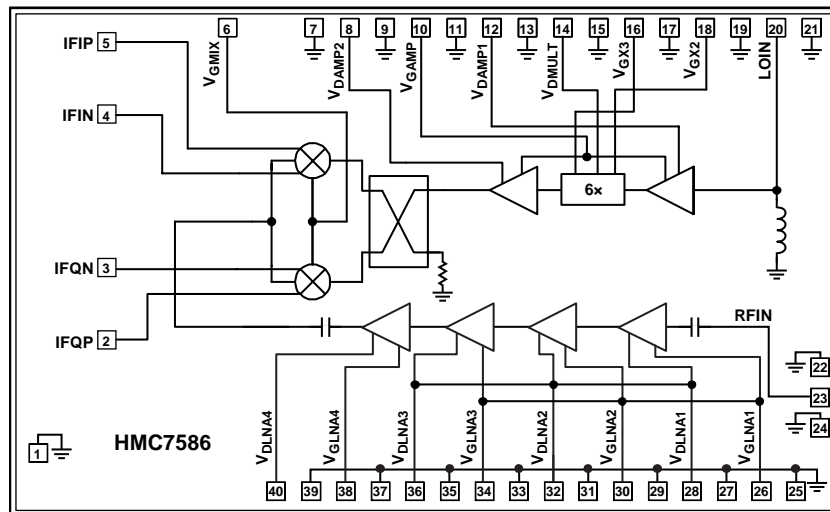 IFIP 5
IFIN 4
IFQN 3
IFQP 2
6 7 8 9 10 11 12 13 14 15 16 17 18 19 20 21
VGMIX
VDAMP2
VGAMP
VDAMP1
VDMULT
VGX3
VGX2
LOIN
6×
RFIN
22
23
24
1
HMC7586
VDLNA4
VGLNA4
VDLNA3
VGLNA3
VDLNA2
VGLNA2
VDLNA1
VGLNA1
40 39 38 37 36 35 34 33 32 31 30 29 28 27 26 25